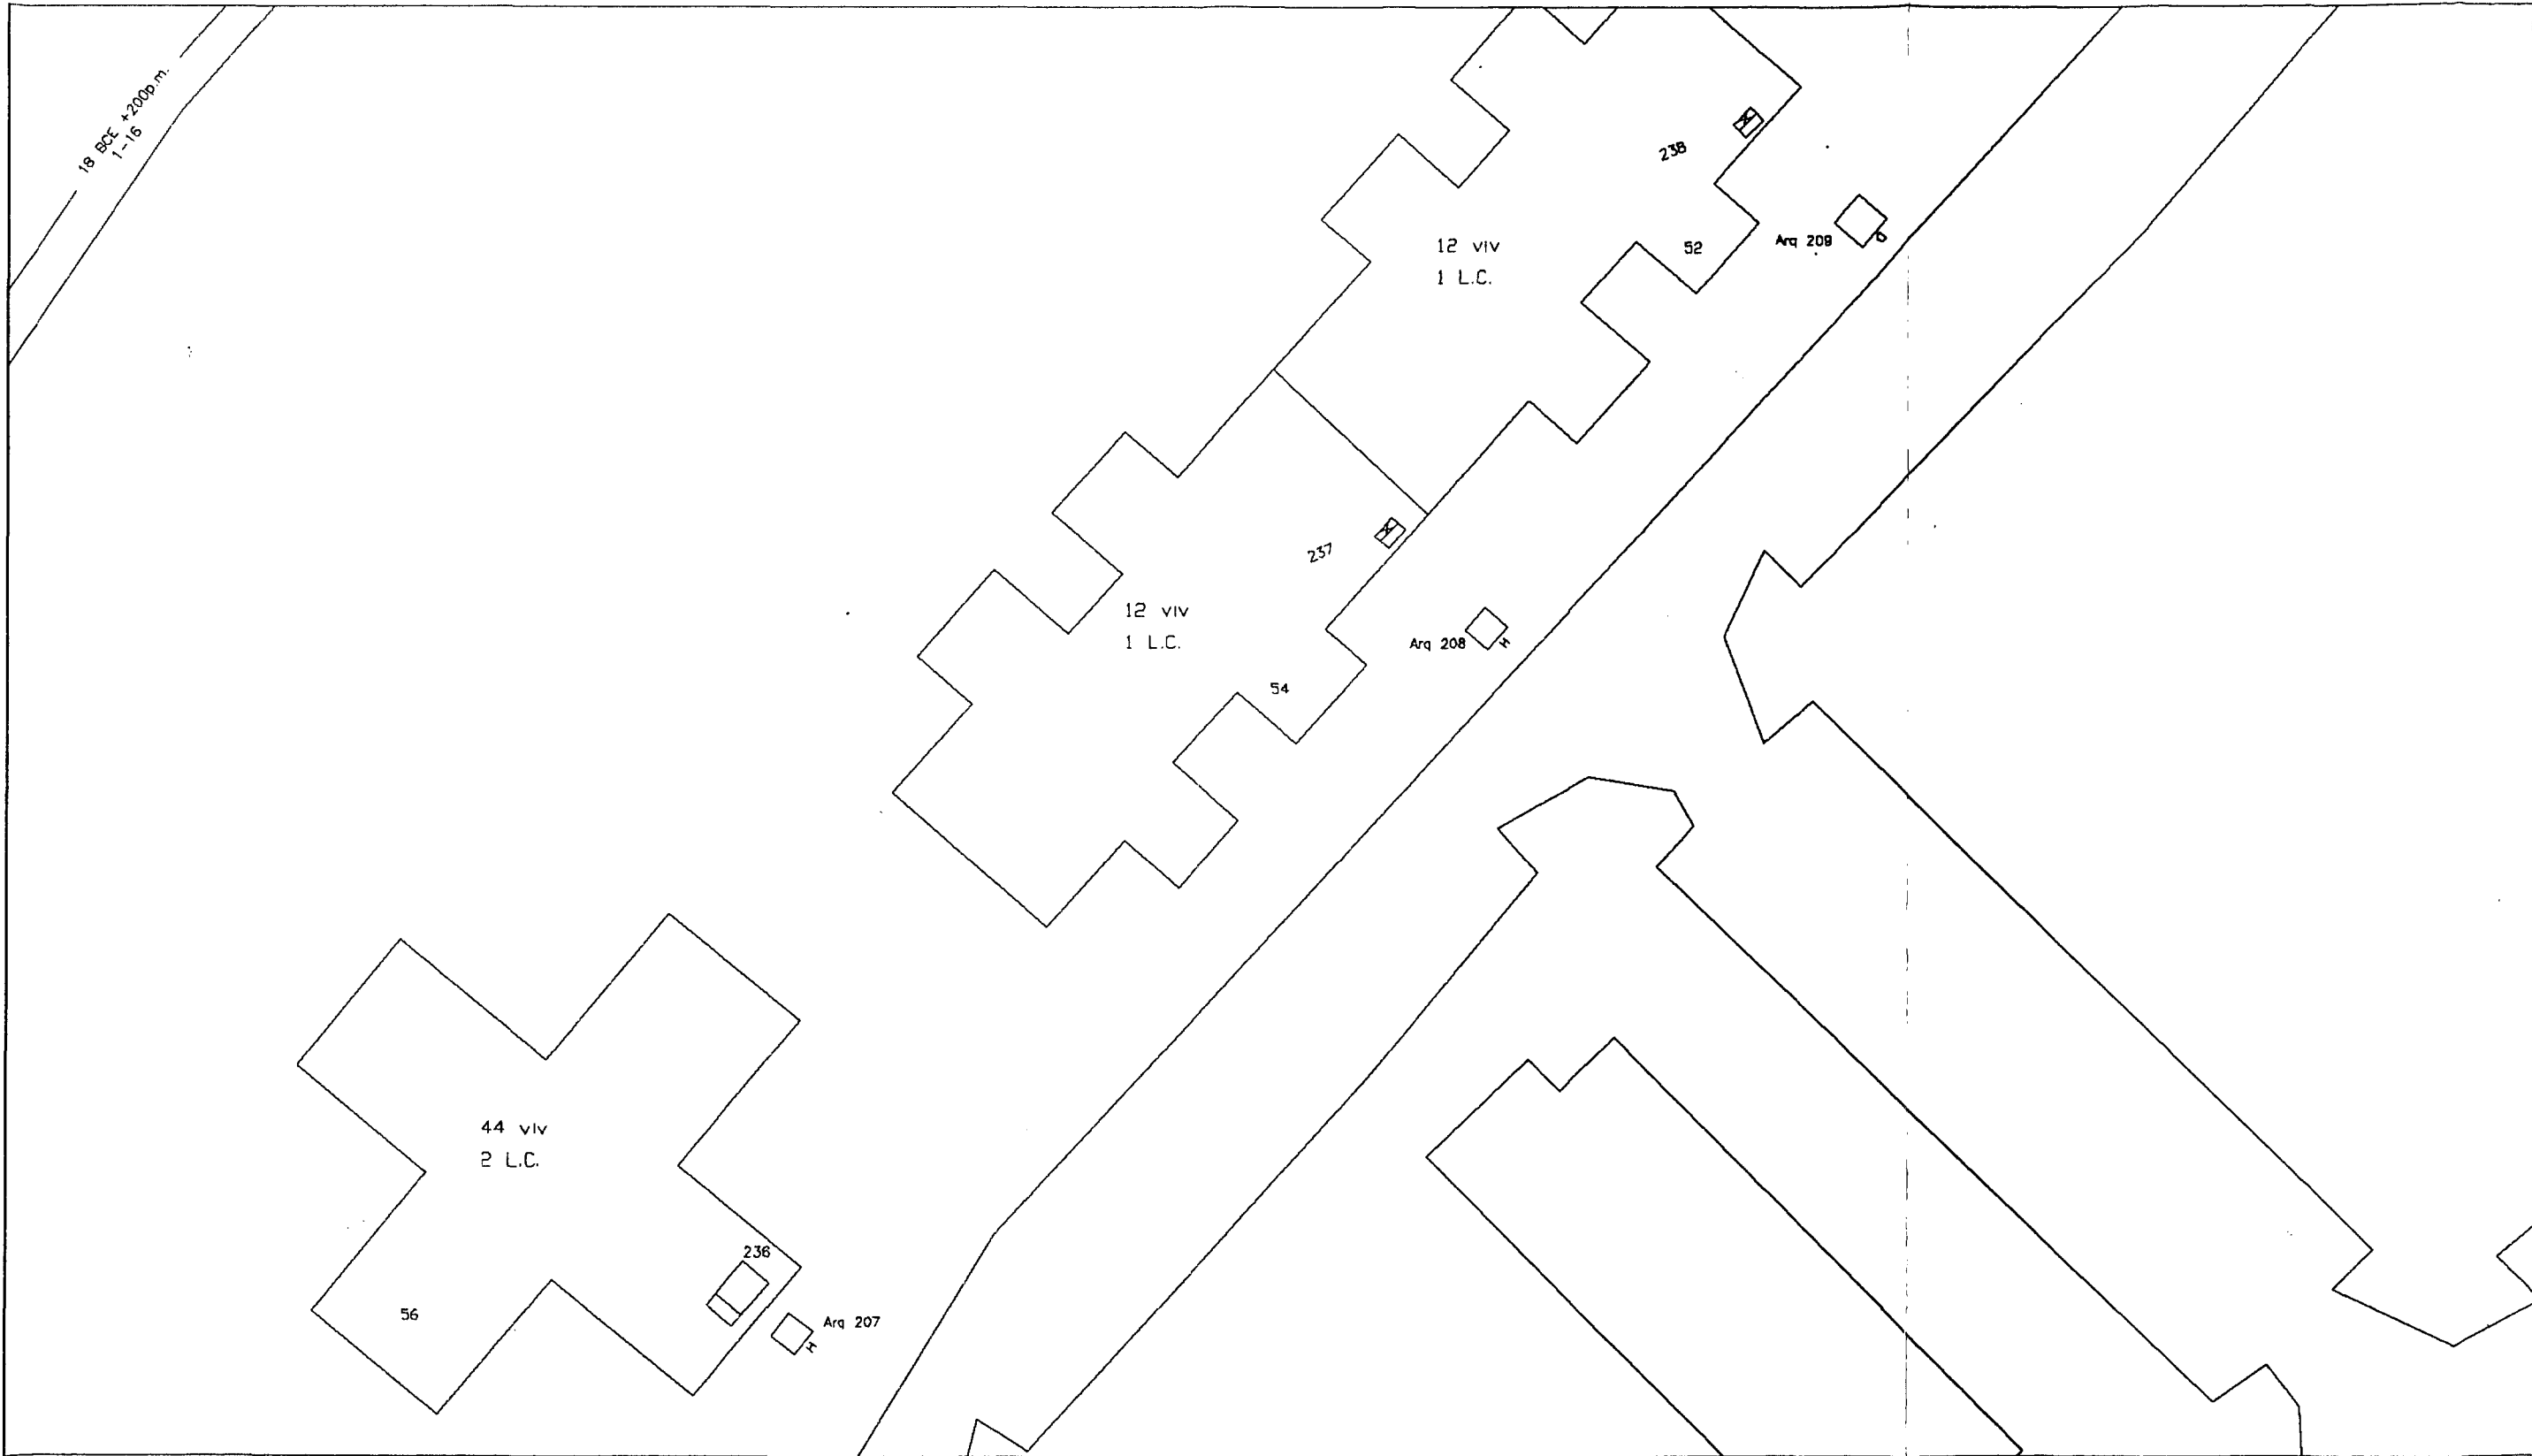 18 BCE +200p.m.
1-16
238
12 viv
1 L.C.
52
Arq 209
D
237
12 viv
1 L.C.
54
Arq 208
H
44 viv
2 L.C.
236
56
Arq 207
H